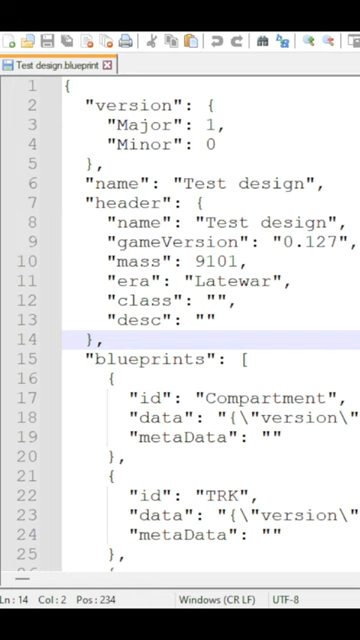 Test design.blueprint
1 {
2 "version": {
3 "Major": 1,
4 "Minor": 0
5 },
6 "name": "Test design",
7 "header": {
8 "name": "Test design",
9 "gameVersion": "0.127"
10 "mass": 9101,
11 "era": "Latewar",
12 "class": "",
13 "desc": ""
14 },
15 "blueprints": [
16 {
17 "id": "Compartment",
18 "data": "{\"version\"
19 "metaData": ""
20 },
21 {
22 "id": "TRK",
23 "data": "{\"version\"
24 "metaData": ""
25 },
26 {
Ln : 14 Col : 2 Pos : 234 Windows (CR LF) UTF-8